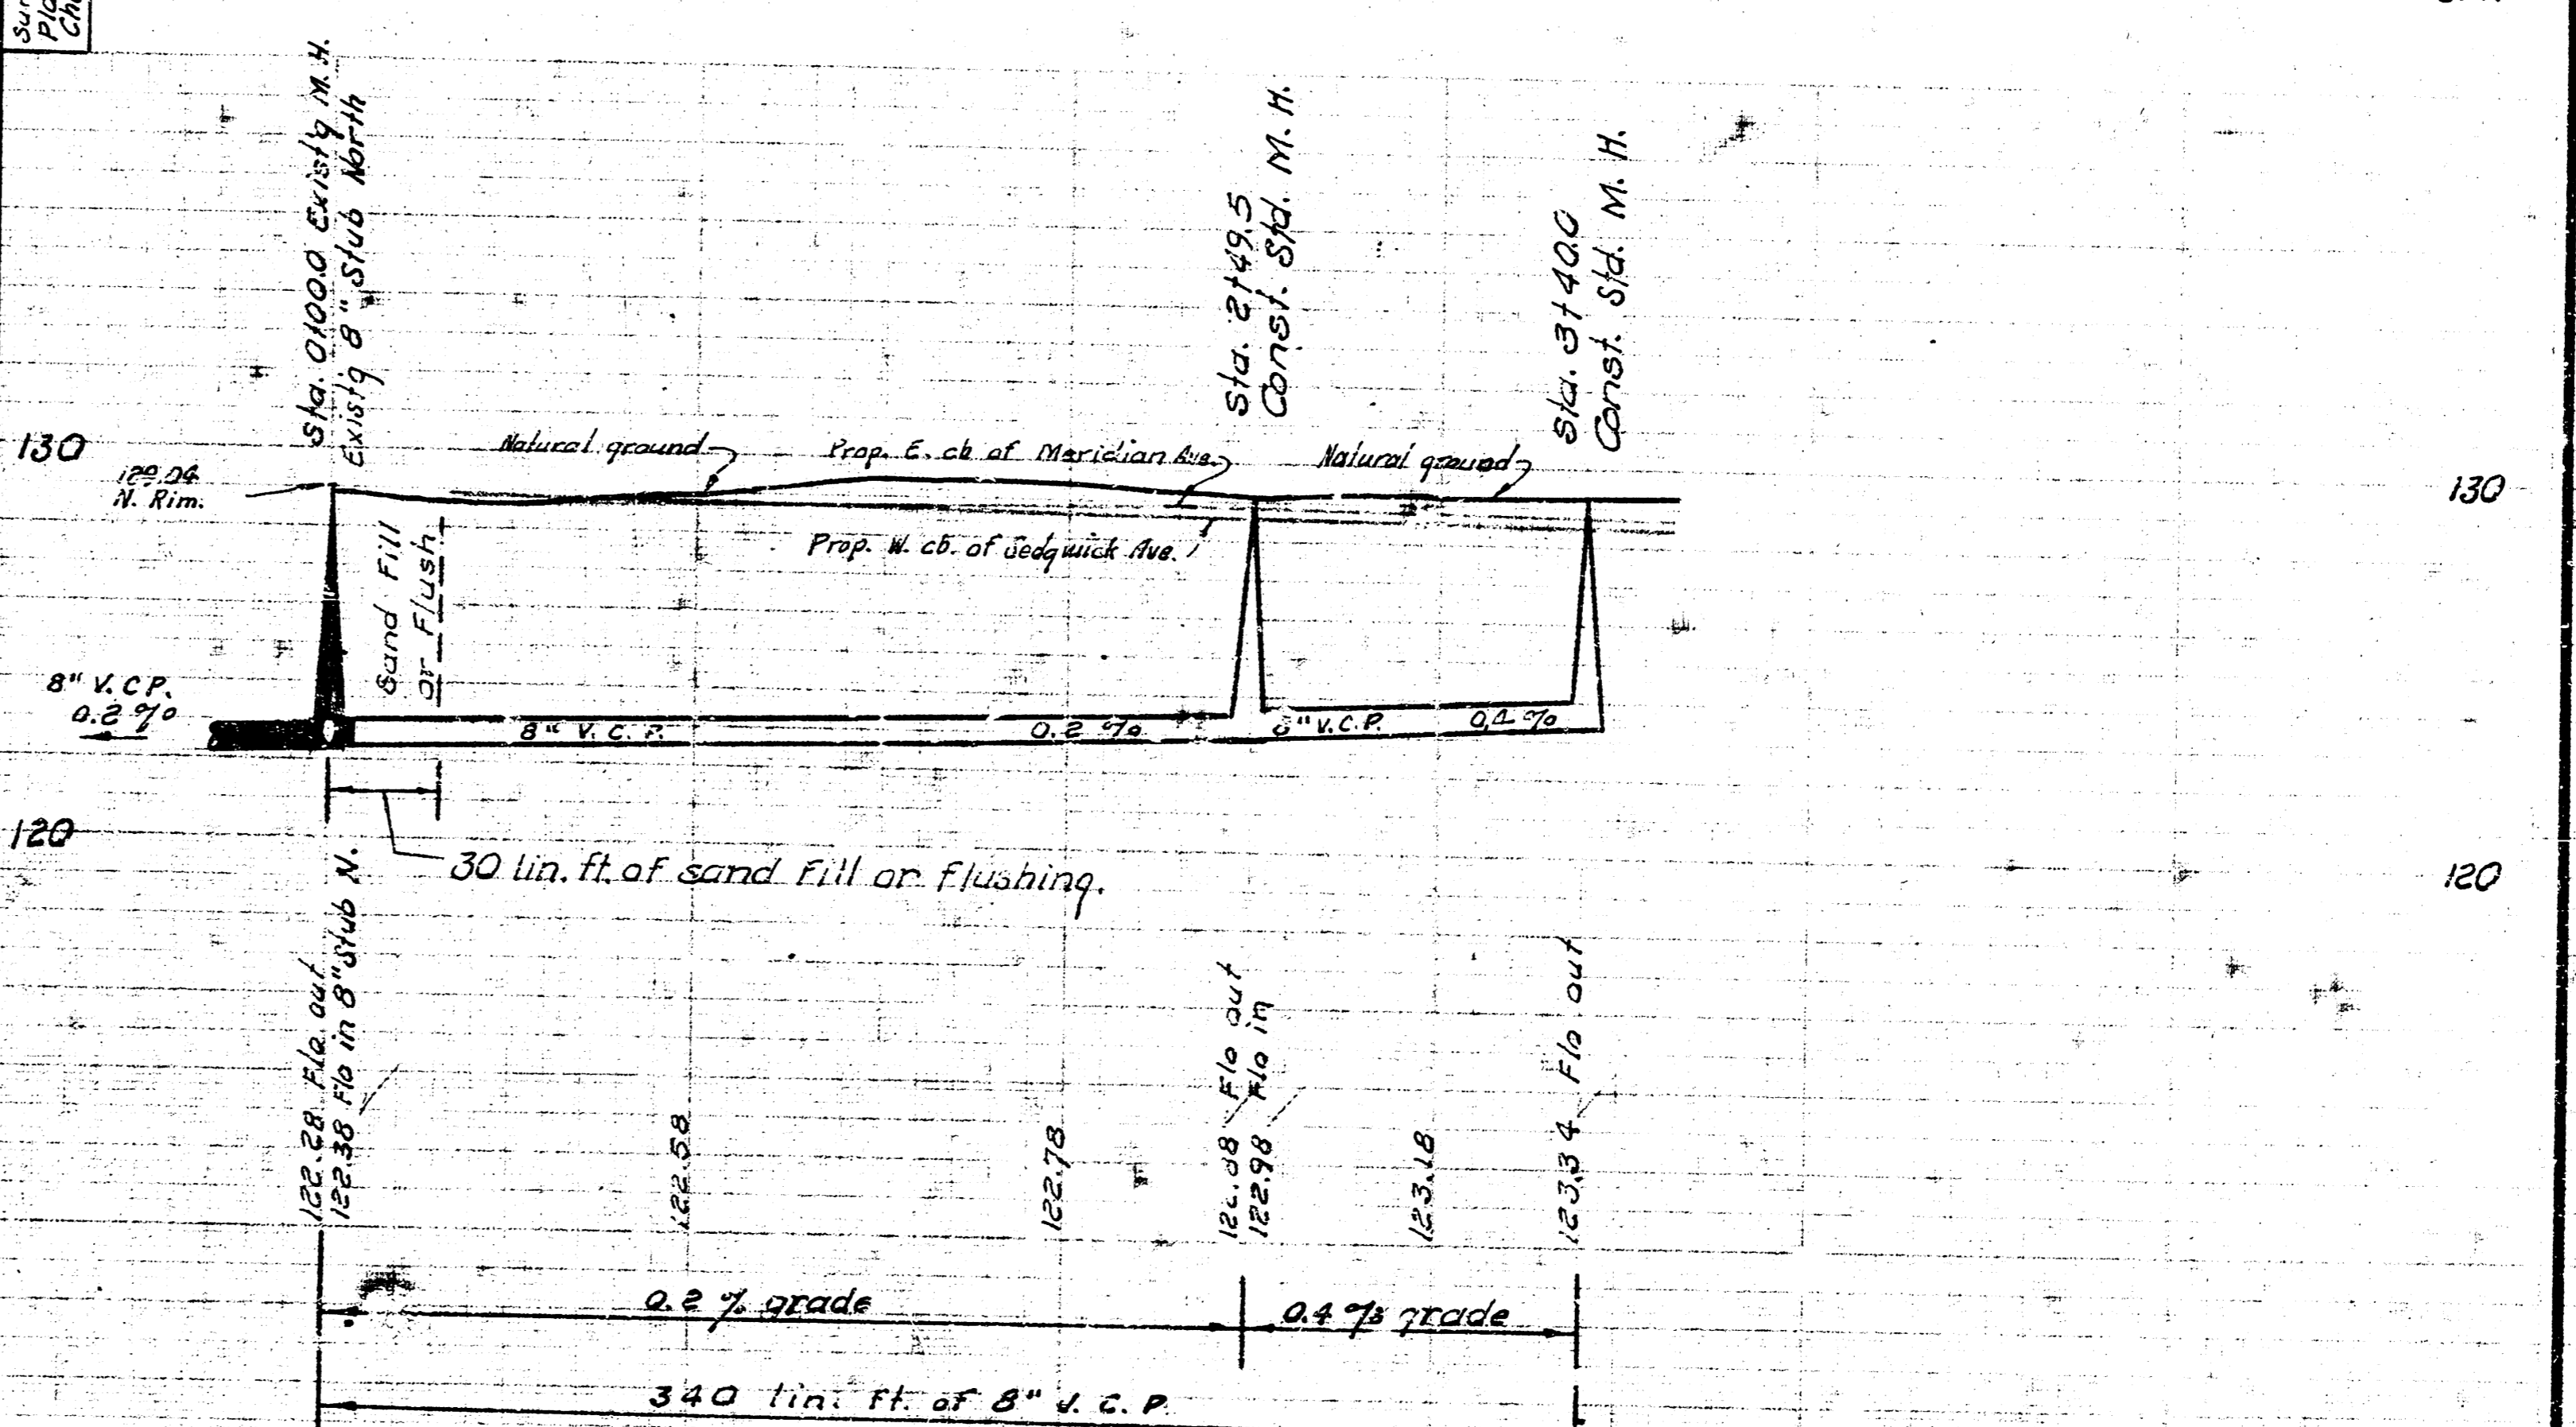 Sta. 0+00.0 Exist'g M. H.
Exist'g 8" Stub North
Sta. 2+49.5
Const. Std. M. H.
Sta. 3+40.0
Const. Std. M. H.
130
N. Rim.
Natural ground
Prop. E. cb of Meridian Ave.
Natural ground
130
Prop. W. cb. of Sedgwick Ave.
Sand Fill
or Flush
8" V.C.P.
0.2 %
8" V. C. P.
0.2 %
8" V.C.P.
0.4 %
120
30 lin. ft. of sand Fill or flushing.
120
122.28 Flo. out
122.38 Flo in 8" Stub N.
122.58
122.78
Flo out
122.98 Flo in
123.18
123.34 Flo out
0.2 % grade
0.4 % grade
340 lin. ft. of 8" V. C. P.